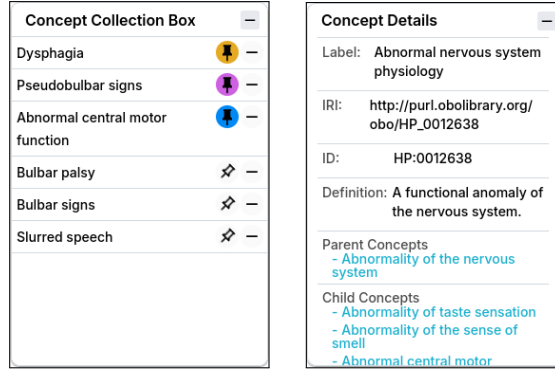 Concept Collection Box
Dysphagia
Pseudobulbar signs
Abnormal central motor
function
Bulbar palsy
Bulbar signs
Slurred speech
Concept Details
Label: Abnormal nervous system
physiology
IRI: http://purl.obolibrary.org/
obo/HP_0012638
ID: HP:0012638
Definition: A functional anomaly of
the nervous system.
Parent Concepts
- Abnormality of the nervous
system
Child Concepts
- Abnormality of taste sensation
- Abnormality of the sense of
smell
- Abnormal central motor